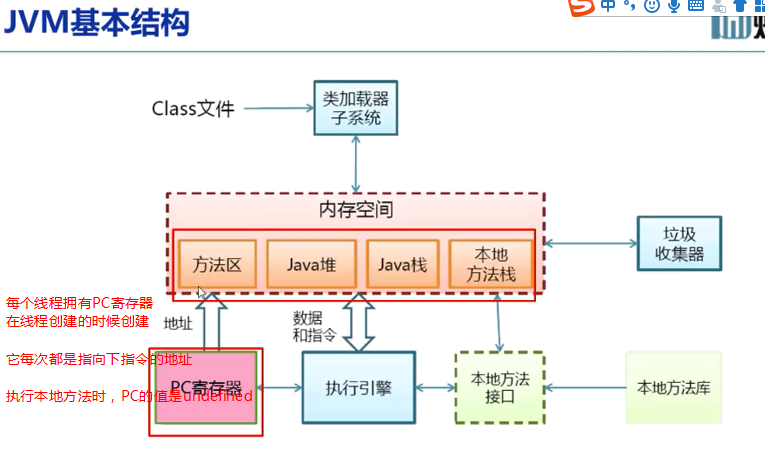 JVM基本结构
中
Class文件
类加载器
子系统
内存空间
方法区
Java堆
Java栈
本地
方法栈
垃圾
收集器
每个线程拥有PC寄存器
在线程创建的时候创建
它每次都是指向下指令的地址
执行本地方法时，PC的值是undefined
地址
数据
和指令
PC寄存器
执行引擎
本地方法
接口
本地方法库